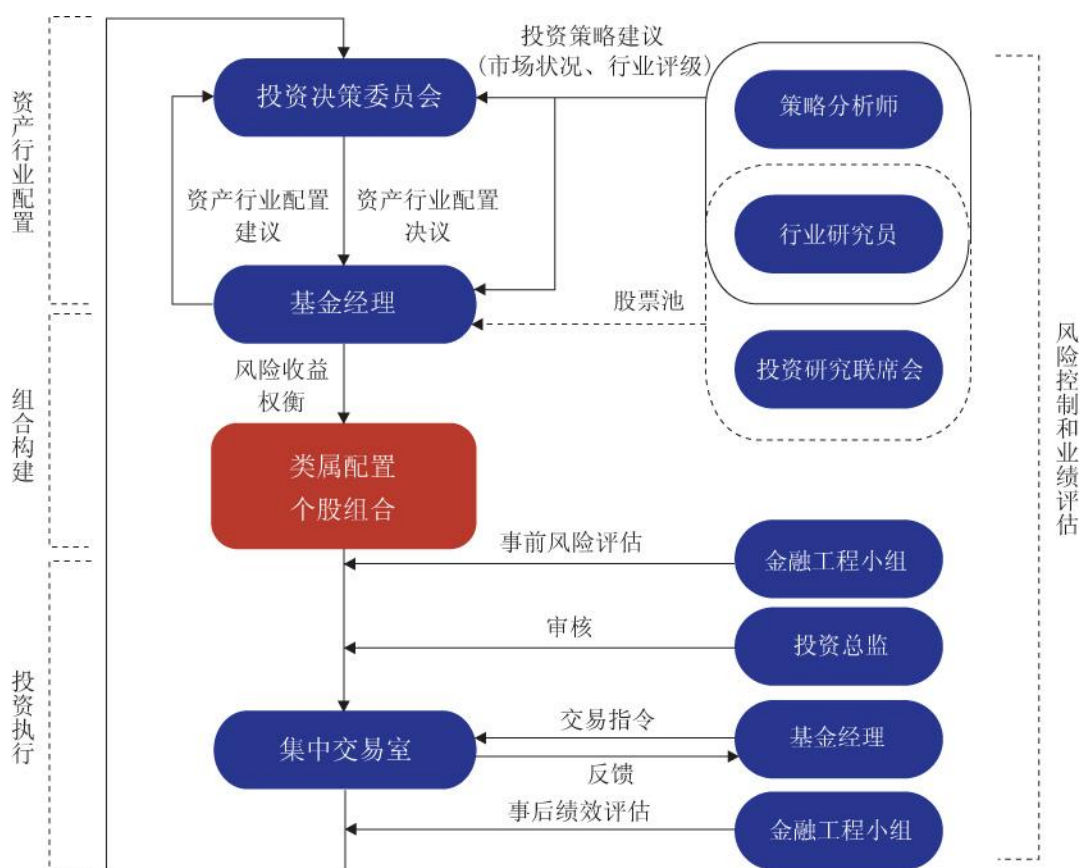 投资策略建议
(市场状况、行业评级)
投资决策委员会
策略分析师
资产行业配置
资产行业配置
建议
资产行业配置
决议
行业研究员
基金经理
股票池
投资研究联席会
风险收益
权衡
组合构建
类属配置
个股组合
风险控制和业绩评估
事前风险评估
金融工程小组
审核
投资总监
投资执行
集中交易室
交易指令
反馈
基金经理
事后绩效评估
金融工程小组